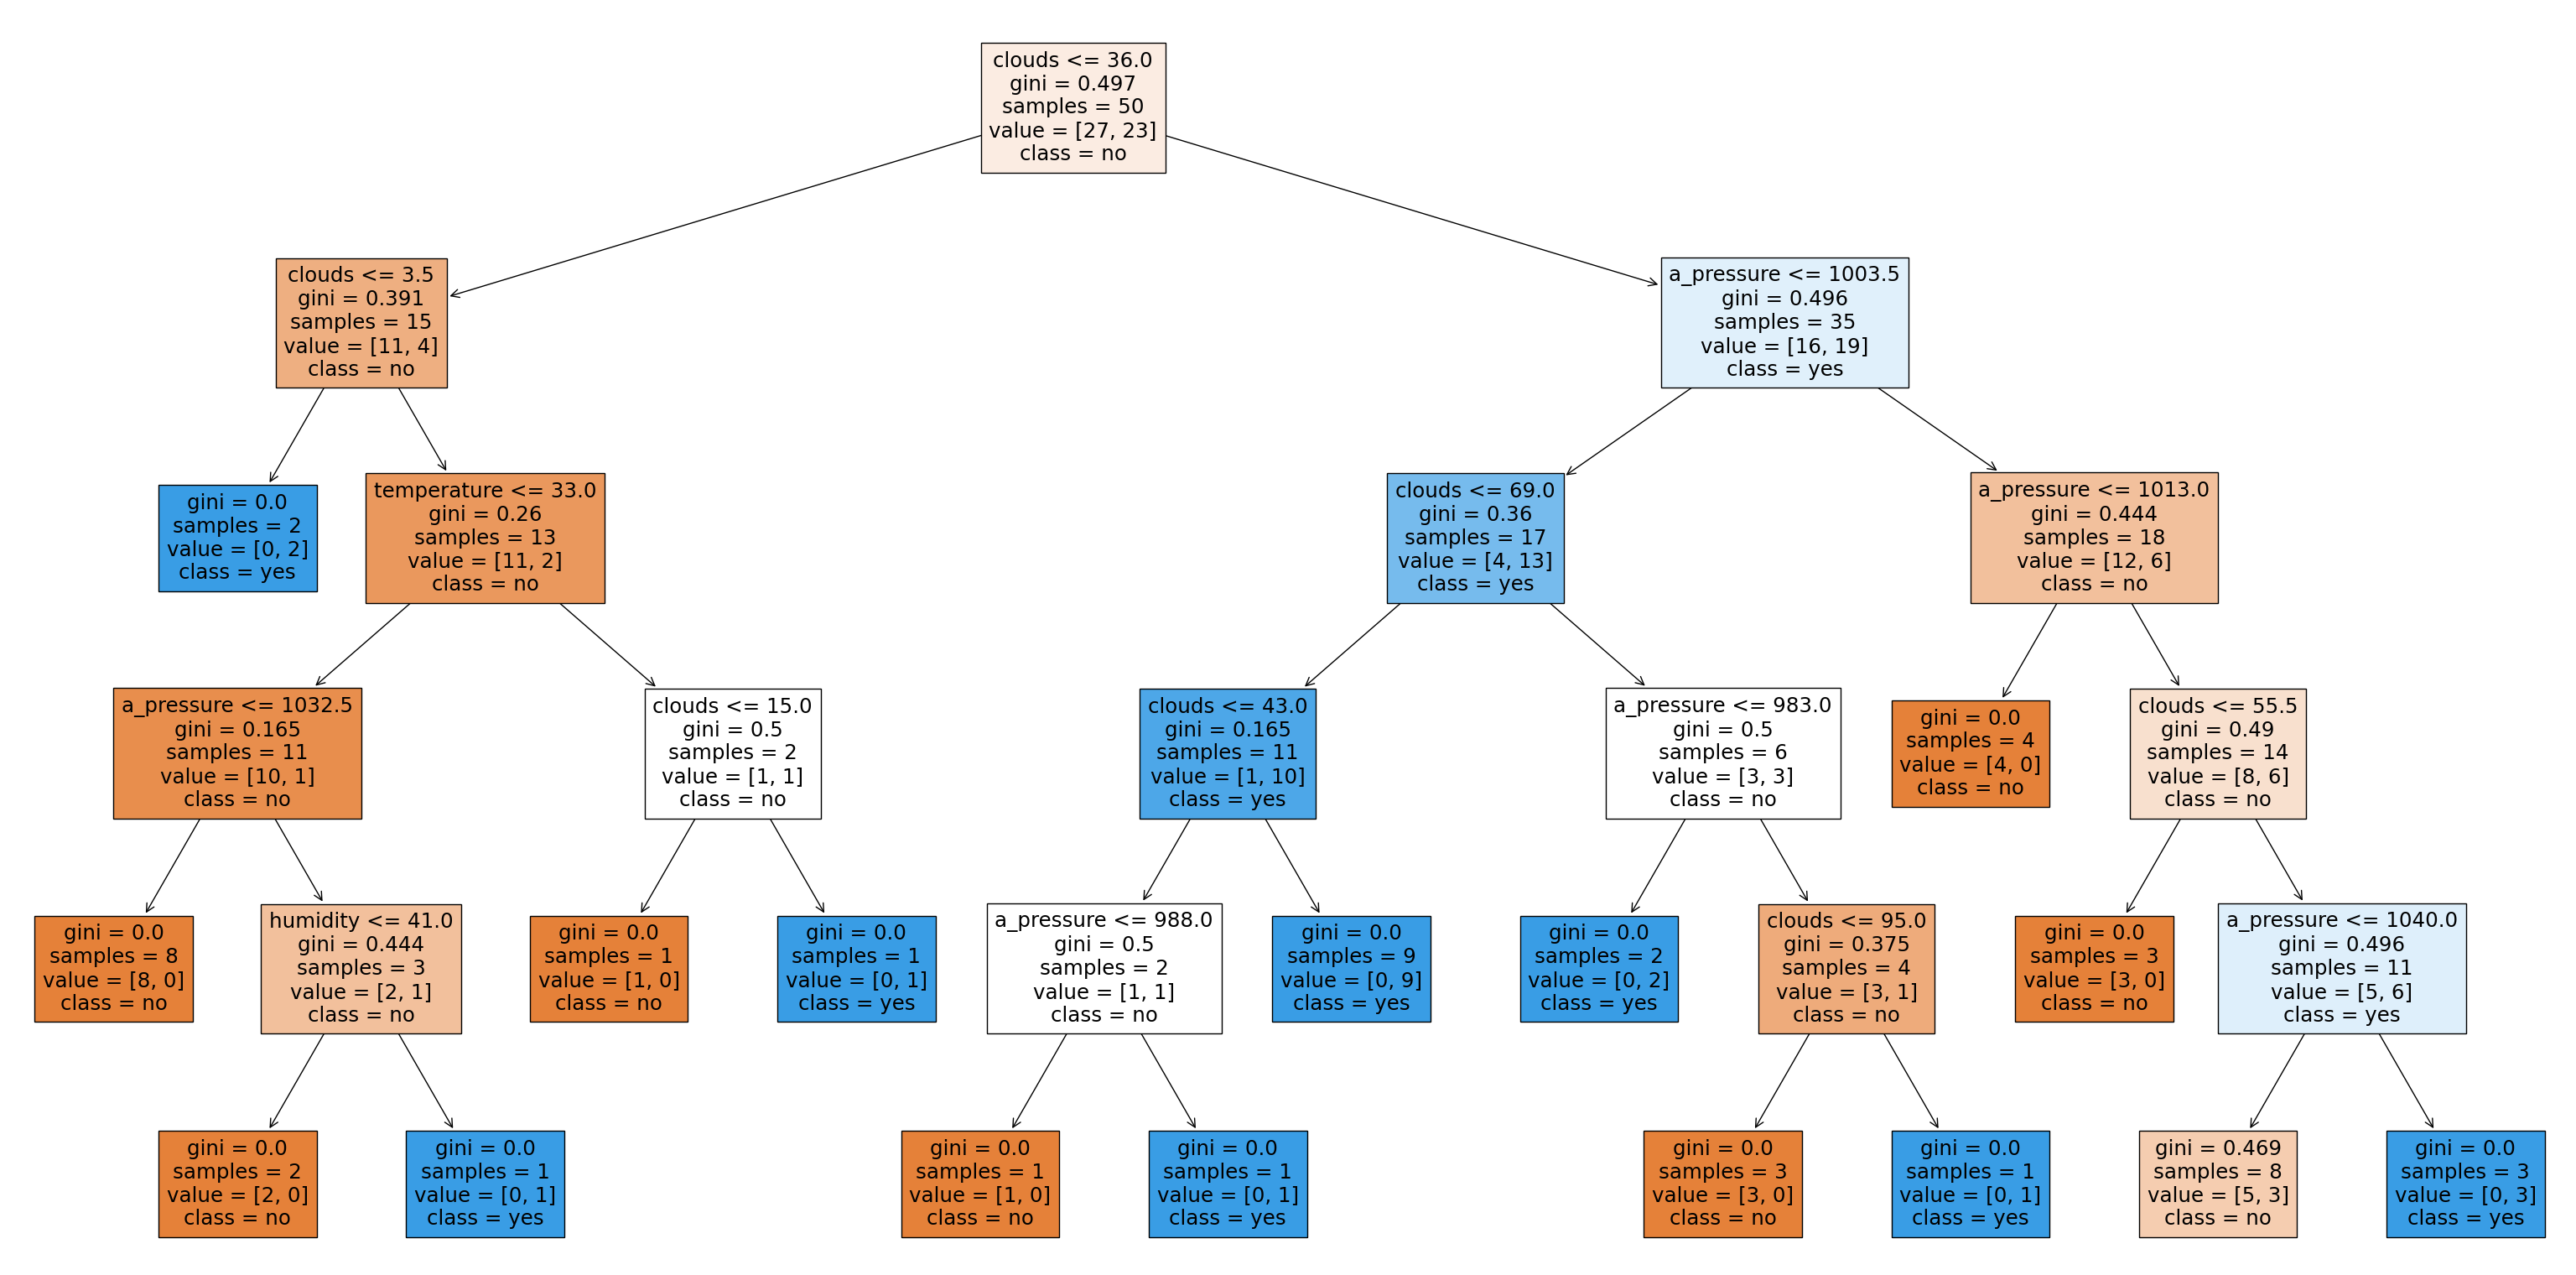 clouds <= 36.0
gini = 0.497
samples = 50
value = [27, 23]
class = no
clouds <= 3.5
gini = 0.391
samples = 15
value = [11, 4]
class = no
a_pressure <= 1003.5
gini = 0.496
samples = 35
value = [16, 19]
class = yes
gini = 0.0
samples = 2
value = [0, 2]
class = yes
temperature <= 33.0
gini = 0.26
samples = 13
value = [11, 2]
class = no
clouds <= 69.0
gini = 0.36
samples = 17
value = [4, 13]
class = yes
a_pressure <= 1013.0
gini = 0.444
samples = 18
value = [12, 6]
class = no
a_pressure <= 1032.5
gini = 0.165
samples = 11
value = [10, 1]
class = no
clouds <= 15.0
gini = 0.5
samples = 2
value = [1, 1]
class = no
clouds <= 43.0
gini = 0.165
samples = 11
value = [1, 10]
class = yes
a_pressure <= 983.0
gini = 0.5
samples = 6
value = [3, 3]
class = no
gini = 0.0
samples = 4
value = [4, 0]
class = no
clouds <= 55.5
gini = 0.49
samples = 14
value = [8, 6]
class = no
gini = 0.0
samples = 8
value = [8, 0]
class = no
humidity <= 41.0
gini = 0.444
samples = 3
value = [2, 1]
class = no
gini = 0.0
samples = 1
value = [1, 0]
class = no
gini = 0.0
samples = 1
value = [0, 1]
class = yes
a_pressure <= 988.0
gini = 0.5
samples = 2
value = [1, 1]
class = no
gini = 0.0
samples = 9
value = [0, 9]
class = yes
gini = 0.0
samples = 2
value = [0, 2]
class = yes
clouds <= 95.0
gini = 0.375
samples = 4
value = [3, 1]
class = no
gini = 0.0
samples = 3
value = [3, 0]
class = no
a_pressure <= 1040.0
gini = 0.496
samples = 11
value = [5, 6]
class = yes
gini = 0.0
samples = 2
value = [2, 0]
class = no
gini = 0.0
samples = 1
value = [0, 1]
class = yes
gini = 0.0
samples = 1
value = [1, 0]
class = no
gini = 0.0
samples = 1
value = [0, 1]
class = yes
gini = 0.0
samples = 3
value = [3, 0]
class = no
gini = 0.0
samples = 1
value = [0, 1]
class = yes
gini = 0.469
samples = 8
value = [5, 3]
class = no
gini = 0.0
samples = 3
value = [0, 3]
class = yes